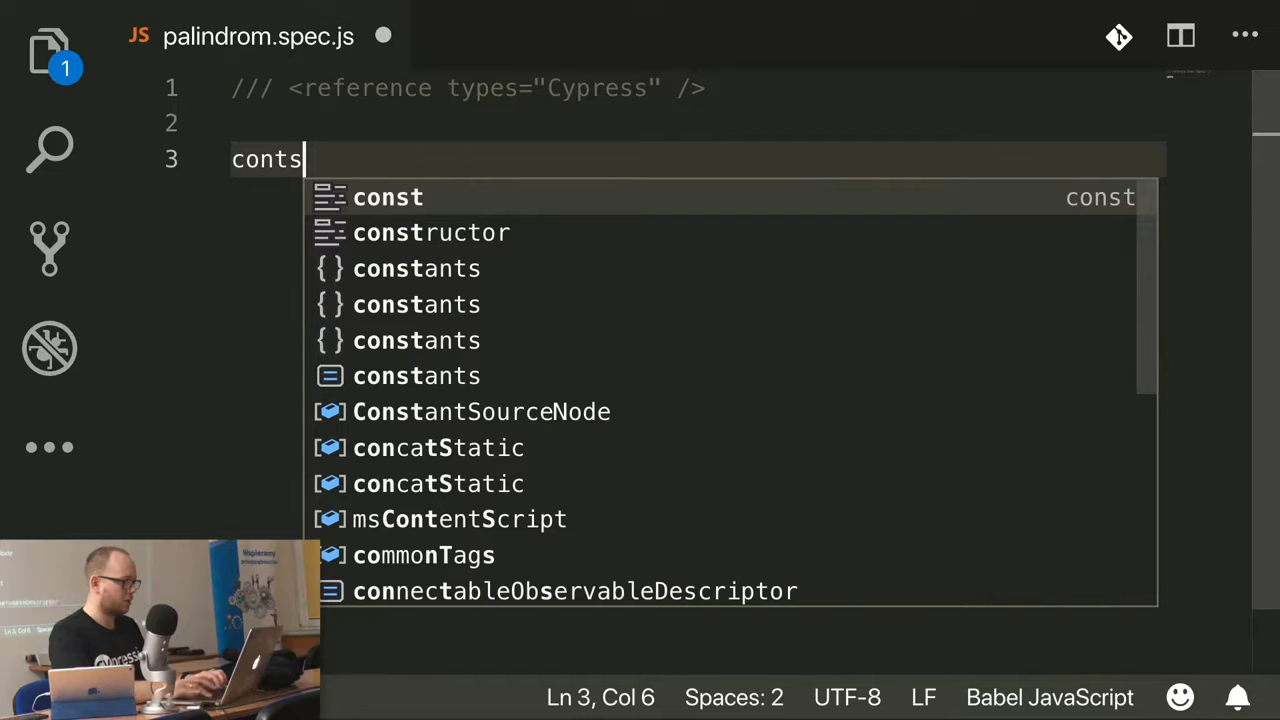 JS palindrom.spec.js
1
1 /// <reference types="Cypress" />
2
3 conts
const const
constructor
constants
constants
constants
constants
ConstantSourceNode
concatStatic
concatStatic
msContentScript
commonTags
connectableObservableDescriptor
Wspieramy
Ln 3, Col 6 Spaces: 2 UTF-8 LF Babel JavaScript